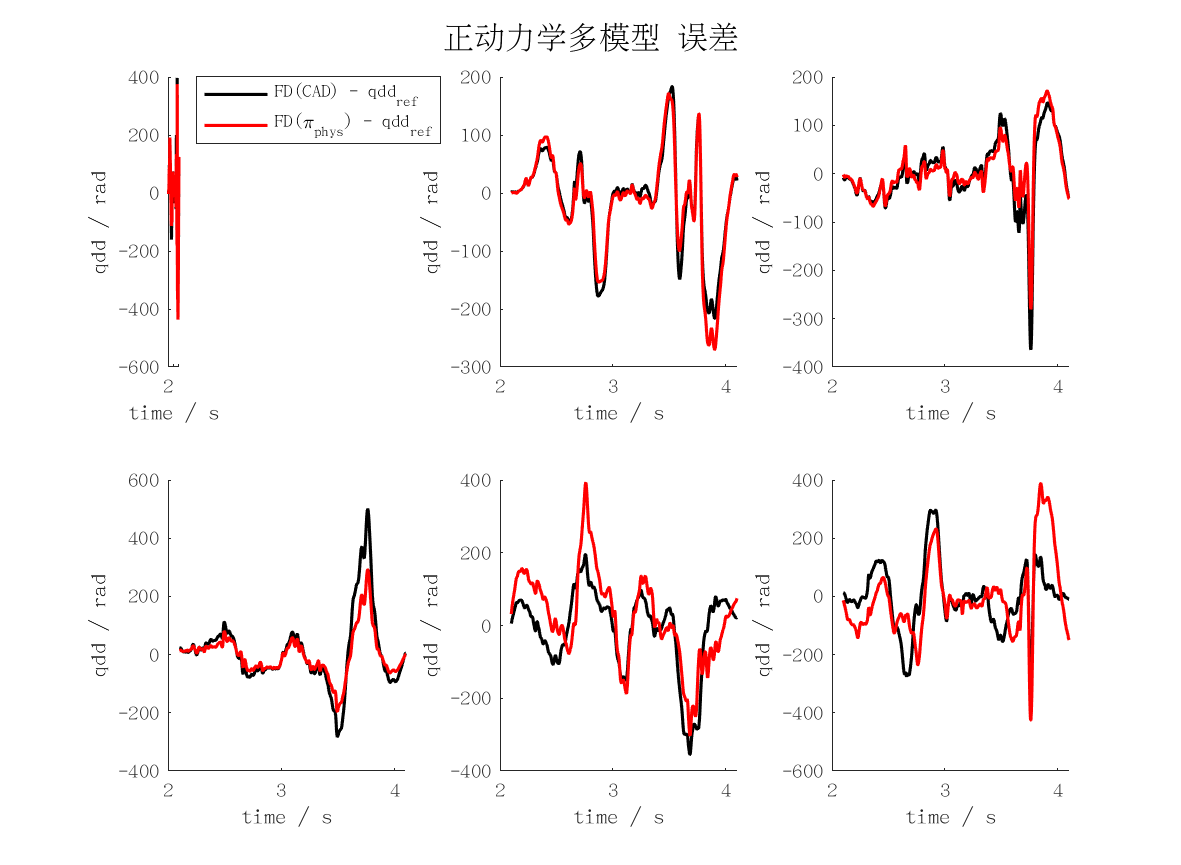 正动力学多模型 误差
FD(CAD) - qdd_ref
FD(π_phys) - qdd_ref
400
200
0
-200
-400
-600
qdd / rad
2
time / s
200
100
0
-100
-200
-300
qdd / rad
2 3 4
time / s
200
100
0
-100
-200
-300
-400
qdd / rad
2 3 4
time / s
600
400
200
0
-200
-400
qdd / rad
2 3 4
time / s
400
200
0
-200
-400
qdd / rad
2 3 4
time / s
400
200
0
-200
-400
-600
qdd / rad
2 3 4
time / s